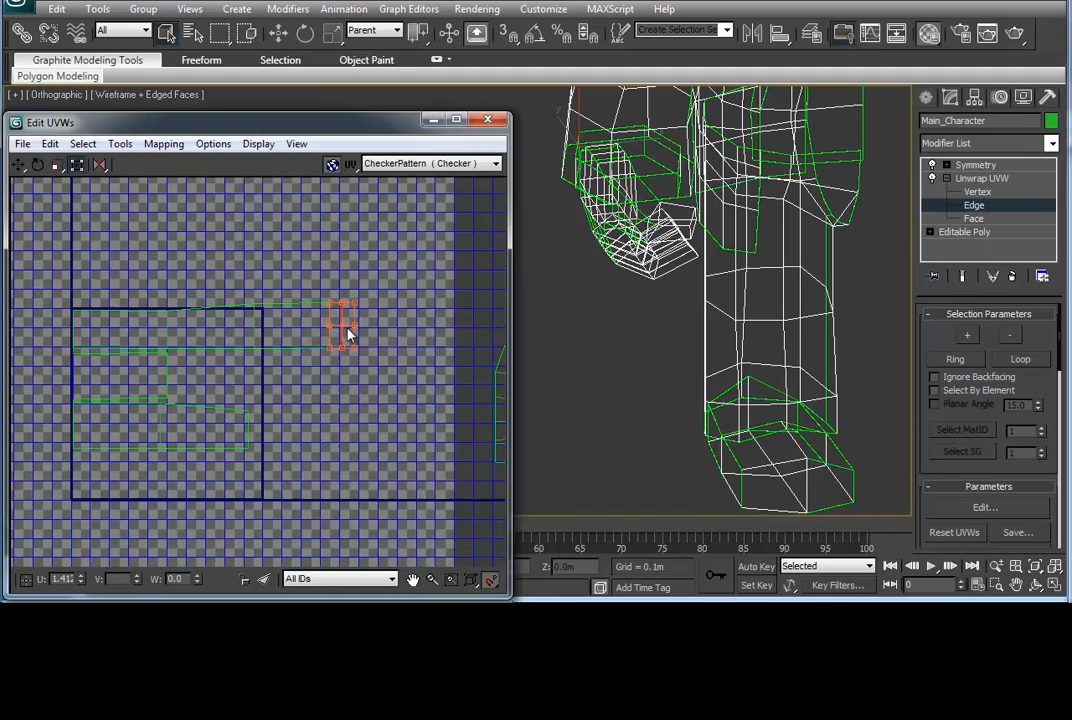 Edit Tools Group Views Create Modifiers Animation Graph Editors Rendering Customize MAXScript Help
All Parent Create Selection Se
Graphite Modeling Tools Freeform Selection Object Paint
Polygon Modeling
[ + ] [ Orthographic ] [ Wireframe + Edged Faces ]
Edit UVWs
File Edit Select Tools Mapping Options Display View
CheckerPattern ( Checker )
Main_Character
Modifier List
Symmetry
Unwrap UVW
Vertex
Edge
Face
Editable Poly
Selection Parameters
+ -
Ring Loop
Ignore Backfacing
Select By Element
Planar Angle 15.0
Select MatID 1
Select SG 1
Parameters
Edit...
Reset UVWs Save...
60 65 70 75 80 85 90 95 100
U: 1.412 V: W: 0.0 All IDs
Z: 0.0m Grid = 0.1m Auto Key Selected
Add Time Tag Set Key Key Filters... 0